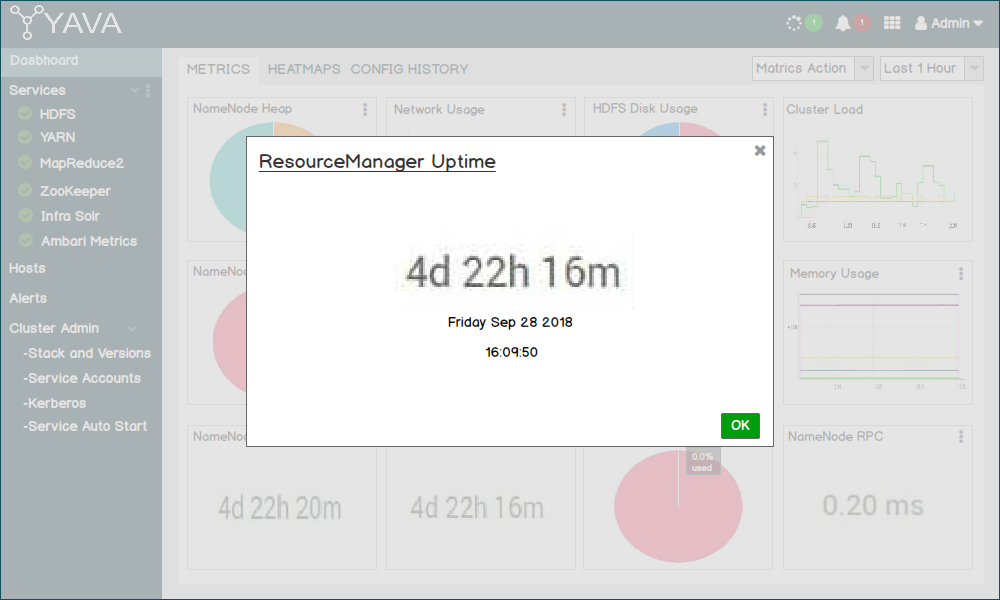 YAVA
1
1
Admin
Dasbhoard
Services
HDFS
YARN
MapReduce2
ZooKeeper
Infra Solr
Ambari Metrics
Hosts
Alerts
Cluster Admin
-Stack and Versions
-Service Accounts
-Kerberos
-Service Auto Start
METRICS
HEATMAPS
CONFIG HISTORY
Matrics Action
Last 1 Hour
NameNode Heap
Network Usage
HDFS Disk Usage
Cluster Load
NameNod
Memory Usage
NameNod
NameNode RPC
4d 22h 20m
4d 22h 16m
0.0%
used
0.20 ms
ResourceManager Uptime
4d 22h 16m
Friday Sep 28 2018
16:09:50
OK